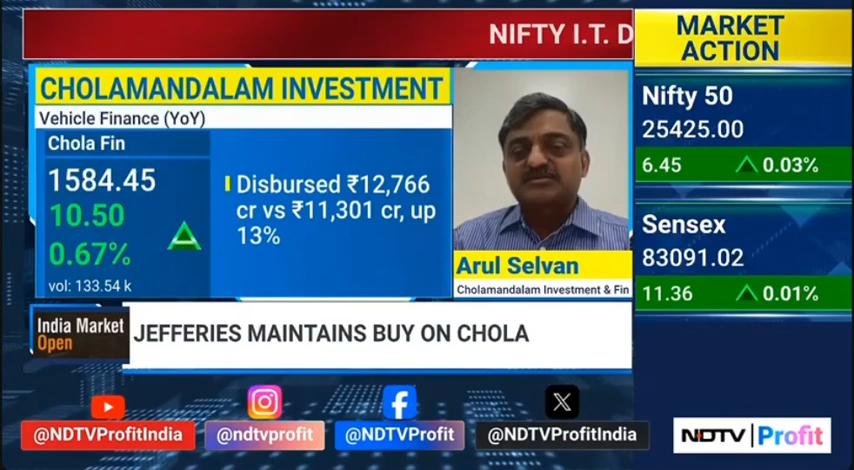 NIFTY I.T. D
MARKET
ACTION
CHOLAMANDALAM INVESTMENT
Vehicle Finance (YoY)
Chola Fin
1584.45
10.50
0.67%
vol: 133.54 k
Disbursed ₹12,766
cr vs ₹11,301 cr, up
13%
Arul Selvan
Cholamandalam Investment & Fin
Nifty 50
25425.00
6.45 0.03%
Sensex
83091.02
11.36 0.01%
India Market
Open
JEFFERIES MAINTAINS BUY ON CHOLA
@NDTVProfitIndia
@ndtvprofit
@NDTVProfit
@NDTVProfitIndia
NDTV Profit